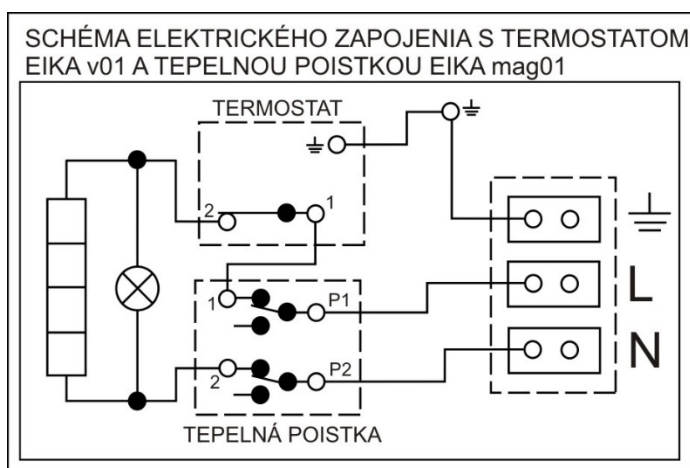 SCHÉMA ELEKTRICKÉHO ZAPOJENIA S TERMOSTATOM
EIKA v01 A TEPELNOU POISTKOU EIKA mag01
TERMOSTAT
2
1
1
P1
L
2
P2
N
TEPELNÁ POISTKA